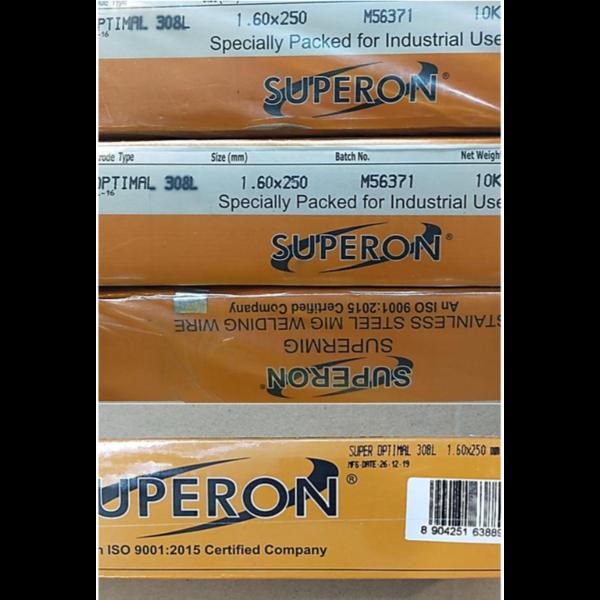 OPTIMAL 308L 1.60x250 M56371 10K
-16
Specially Packed for Industrial Use
SUPERON®
rode Type Size (mm) Batch No. Net Weight
OPTIMAL 308L 1.60x250 M56371 10K
-16
Specially Packed for Industrial Use
SUPERON®
An ISO 9001:2015 Certified Company
STAINLESS STEEL MIG WELDING WIRE
SUPERMIG
SUPERON®
SUPER OPTIMAL 308L 1.60x250 mm
MFG-DATE-26-12-19
SUPERON®
n ISO 9001:2015 Certified Company
8 904251 63889